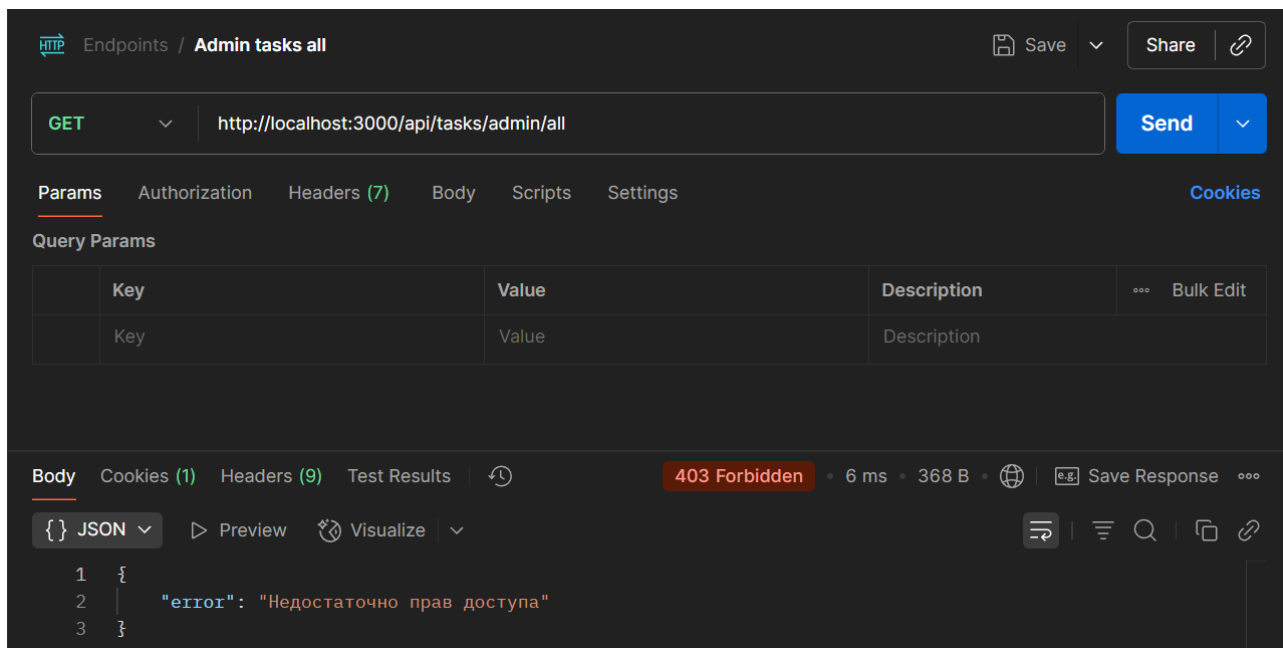 HTTP Endpoints / Admin tasks all Save Share
GET http://localhost:3000/api/tasks/admin/all Send
Params Authorization Headers (7) Body Scripts Settings Cookies
Query Params
Key Value Description Bulk Edit
Key Value Description
Body Cookies (1) Headers (9) Test Results 403 Forbidden • 6 ms • 368 B • e.g. Save Response
{} JSON Preview Visualize
1 {
2 "error": "Недостаточно прав доступа"
3 }